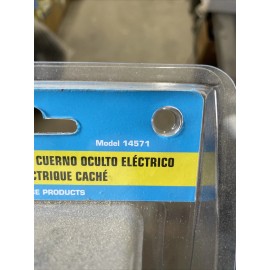 Model 14571
CUERNO OCULTO ELÉCTRICO
CTRIQUE CACHÉ
PRODUCTS